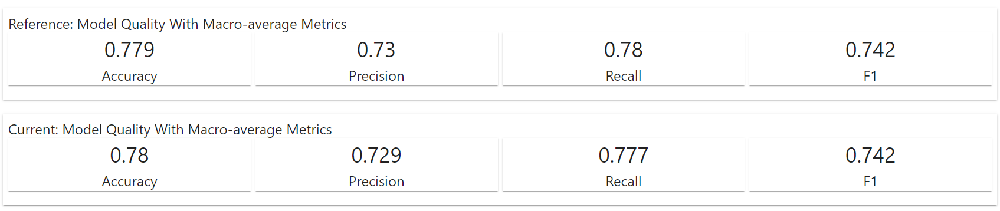 Reference: Model Quality With Macro-average Metrics
0.779 0.73 0.78 0.742
Accuracy Precision Recall F1
Current: Model Quality With Macro-average Metrics
0.78 0.729 0.777 0.742
Accuracy Precision Recall F1